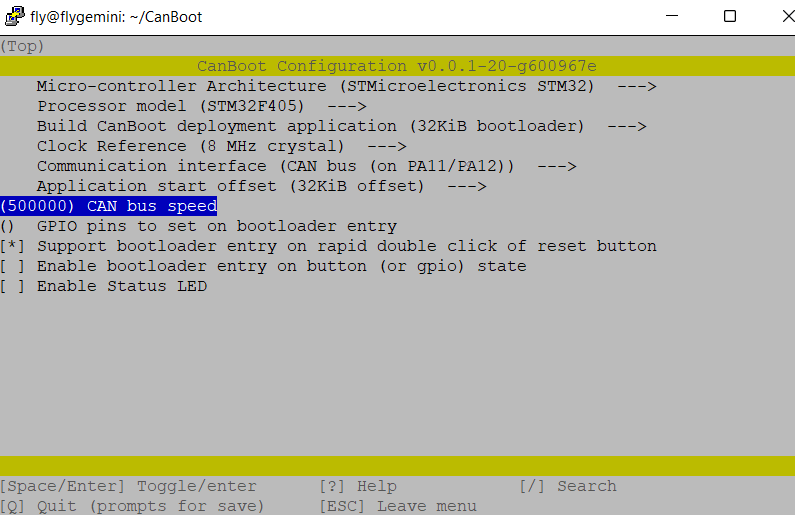 fly@flygemini: ~/CanBoot
(Top)
CanBoot Configuration v0.0.1-20-g600967e
Micro-controller Architecture (STMicroelectronics STM32)  --->
Processor model (STM32F405)  --->
Build CanBoot deployment application (32KiB bootloader)  --->
Clock Reference (8 MHz crystal)  --->
Communication interface (CAN bus (on PA11/PA12))  --->
Application start offset (32KiB offset)  --->
(500000) CAN bus speed
()  GPIO pins to set on bootloader entry
[*] Support bootloader entry on rapid double click of reset button
[ ] Enable bootloader entry on button (or gpio) state
[ ] Enable Status LED
[Space/Enter] Toggle/enter      [?] Help            [/] Search
[Q] Quit (prompts for save)     [ESC] Leave menu